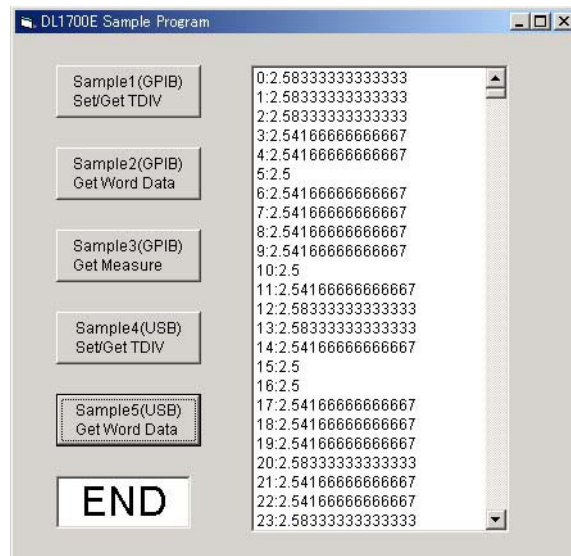 DL1700E Sample Program
Sample1(GPIB)
Set/Get TDIV
Sample2(GPIB)
Get Word Data
Sample3(GPIB)
Get Measure
Sample4(USB)
Set/Get TDIV
Sample5(USB)
Get Word Data
END
0:2.58333333333333
1:2.58333333333333
2:2.58333333333333
3:2.54166666666667
4:2.54166666666667
5:2.5
6:2.54166666666667
7:2.54166666666667
8:2.54166666666667
9:2.54166666666667
10:2.5
11:2.54166666666667
12:2.58333333333333
13:2.58333333333333
14:2.54166666666667
15:2.5
16:2.5
17:2.54166666666667
18:2.54166666666667
19:2.54166666666667
20:2.58333333333333
21:2.54166666666667
22:2.54166666666667
23:2.58333333333333